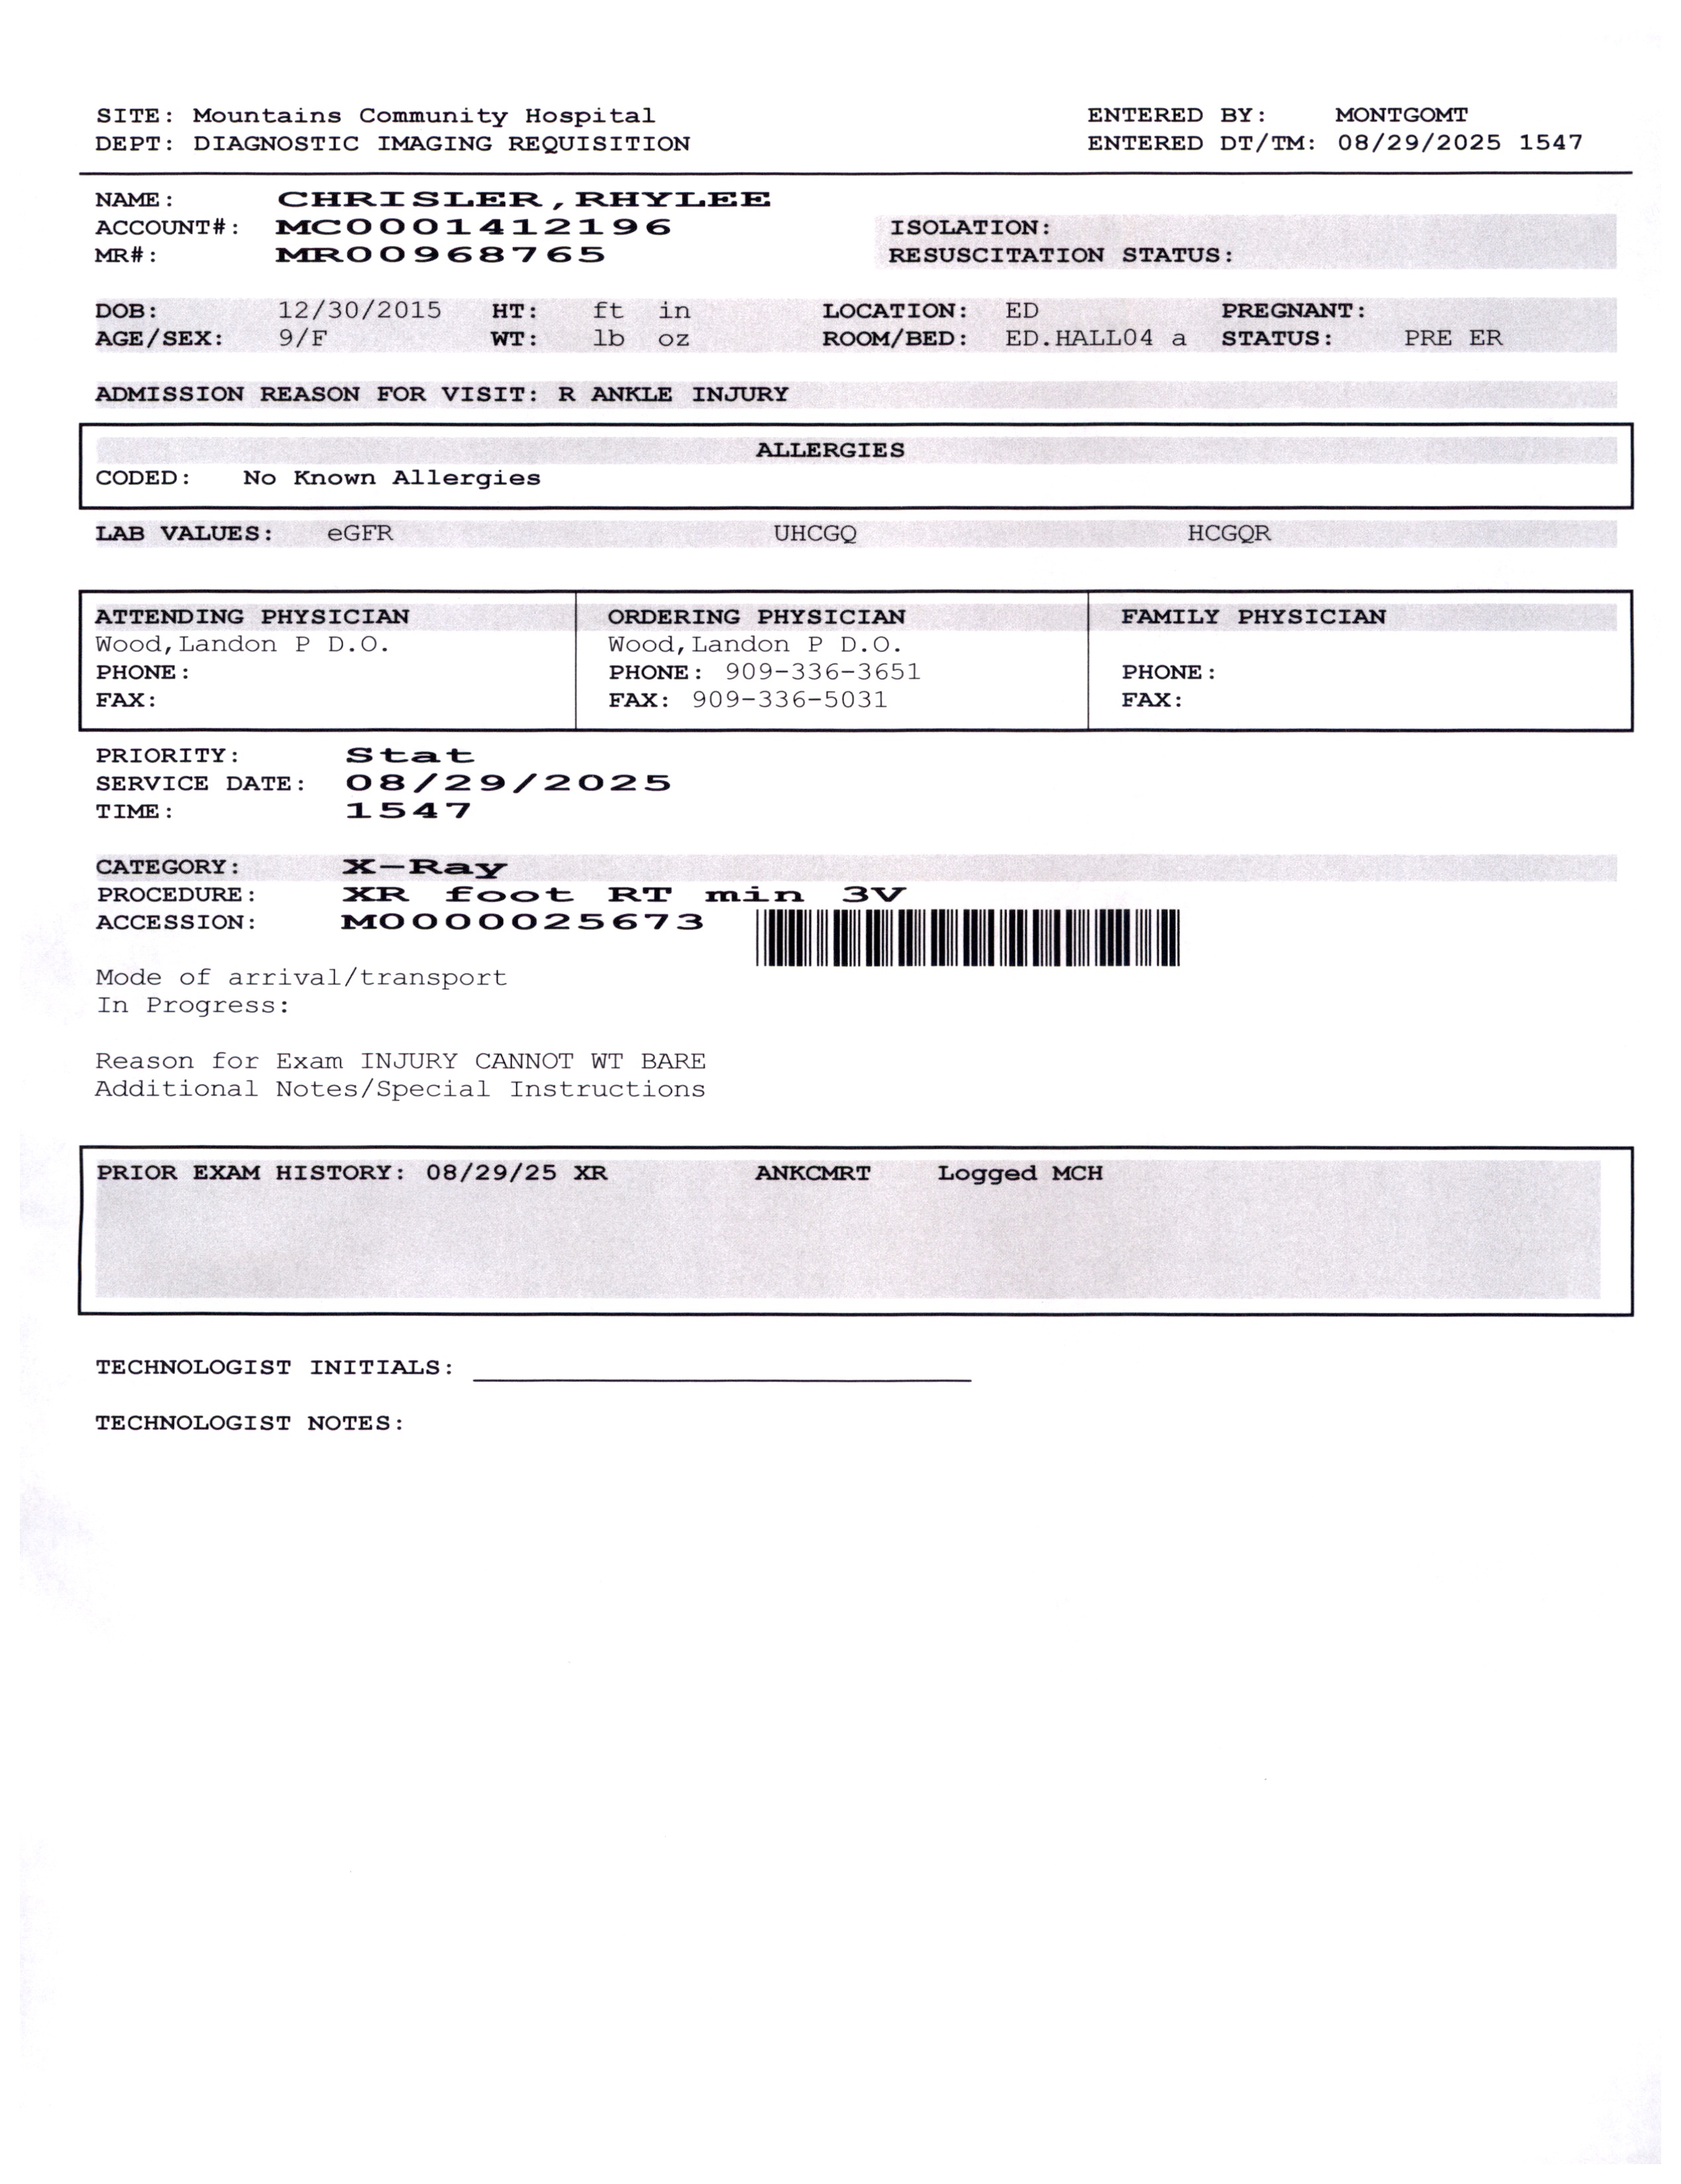 SITE: Mountains Community Hospital ENTERED BY: MONTGOMT
DEPT: DIAGNOSTIC IMAGING REQUISITION ENTERED DT/TM: 08/29/2025 1547
NAME: CHRISLER,RHYLEE
ACCOUNT#: MC0001412196 ISOLATION:
MR#: MR00968765 RESUSCITATION STATUS:
DOB: 12/30/2015 HT: ft in LOCATION: ED PREGNANT:
AGE/SEX: 9/F WT: lb oz ROOM/BED: ED.HALL04 a STATUS: PRE ER
ADMISSION REASON FOR VISIT: R ANKLE INJURY
ALLERGIES
CODED: No Known Allergies
LAB VALUES: eGFR UHCGQ HCGQR
ATTENDING PHYSICIAN ORDERING PHYSICIAN FAMILY PHYSICIAN
Wood,Landon P D.O. Wood,Landon P D.O.
PHONE: PHONE: 909-336-3651 PHONE:
FAX: FAX: 909-336-5031 FAX:
PRIORITY: Stat
SERVICE DATE: 08/29/2025
TIME: 1547
CATEGORY: X-Ray
PROCEDURE: XR foot RT min 3V
ACCESSION: M0000025673
Mode of arrival/transport
In Progress:
Reason for Exam INJURY CANNOT WT BARE
Additional Notes/Special Instructions
PRIOR EXAM HISTORY: 08/29/25 XR ANKCMRT Logged MCH
TECHNOLOGIST INITIALS:
TECHNOLOGIST NOTES: